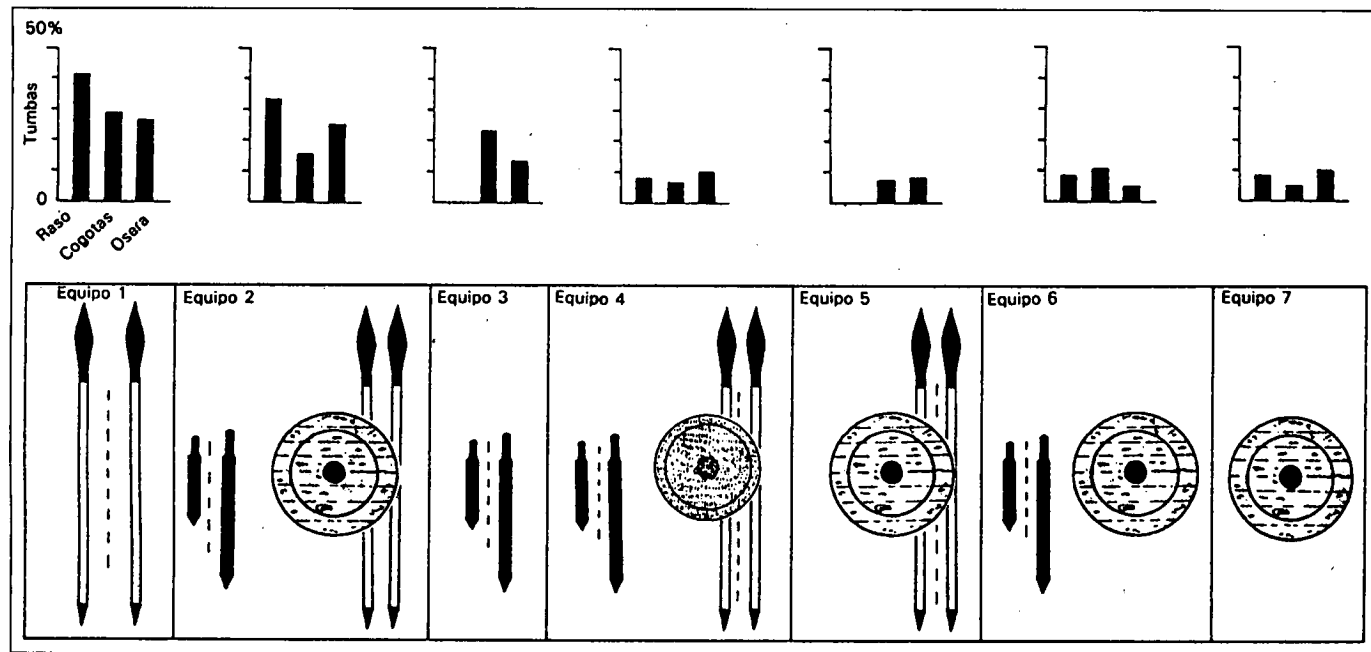 50%
Tumbas
0
Raso
Cogotas
Osera
Equipo 1
Equipo 2
Equipo 3
Equipo 4
Equipo 5
Equipo 6
Equipo 7